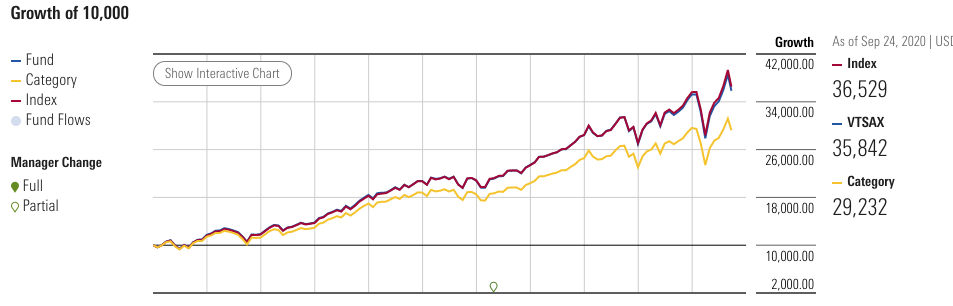 Growth of 10,000
Fund
Category
Index
Fund Flows
Manager Change
Full
Partial
Show Interactive Chart
Growth
42,000.00
34,000.00
26,000.00
18,000.00
10,000.00
2,000.00
As of Sep 24, 2020 | USD
Index
36,529
VTSAX
35,842
Category
29,232